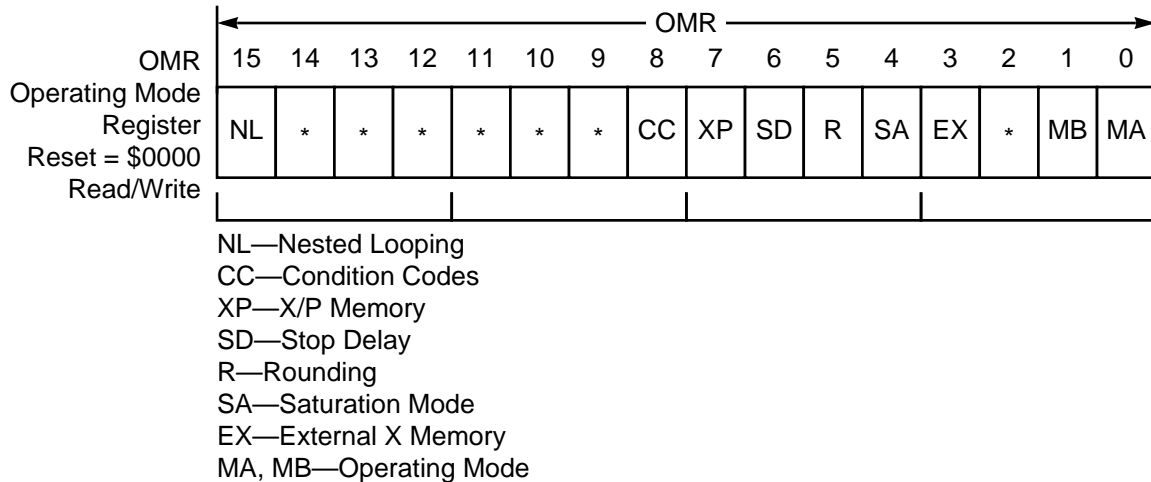 OMR
OMR 15 14 13 12 11 10 9 8 7 6 5 4 3 2 1 0
Operating Mode
Register NL * * * * * * CC XP SD R SA EX * MB MA
Reset = $0000
Read/Write
NL—Nested Looping
CC—Condition Codes
XP—X/P Memory
SD—Stop Delay
R—Rounding
SA—Saturation Mode
EX—External X Memory
MA, MB—Operating Mode